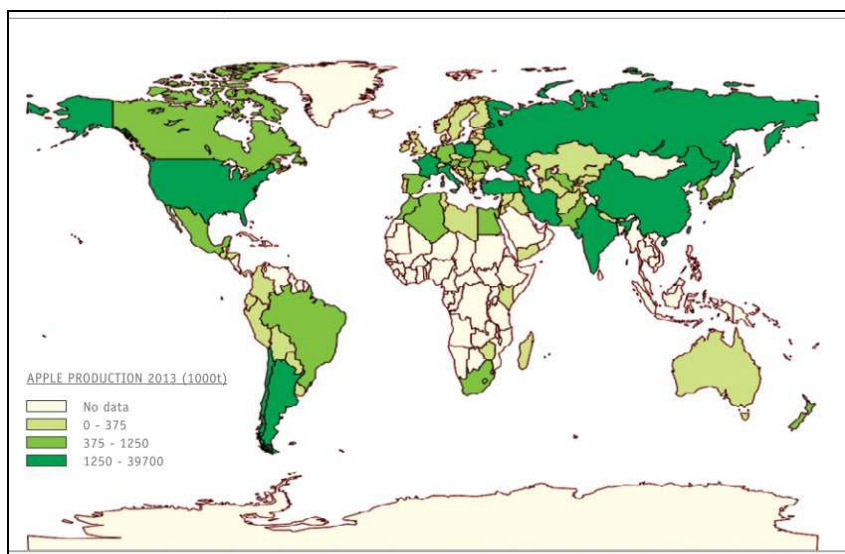 APPLE PRODUCTION 2013 (1000t)
No data
0 - 375
375 - 1250
1250 - 39700